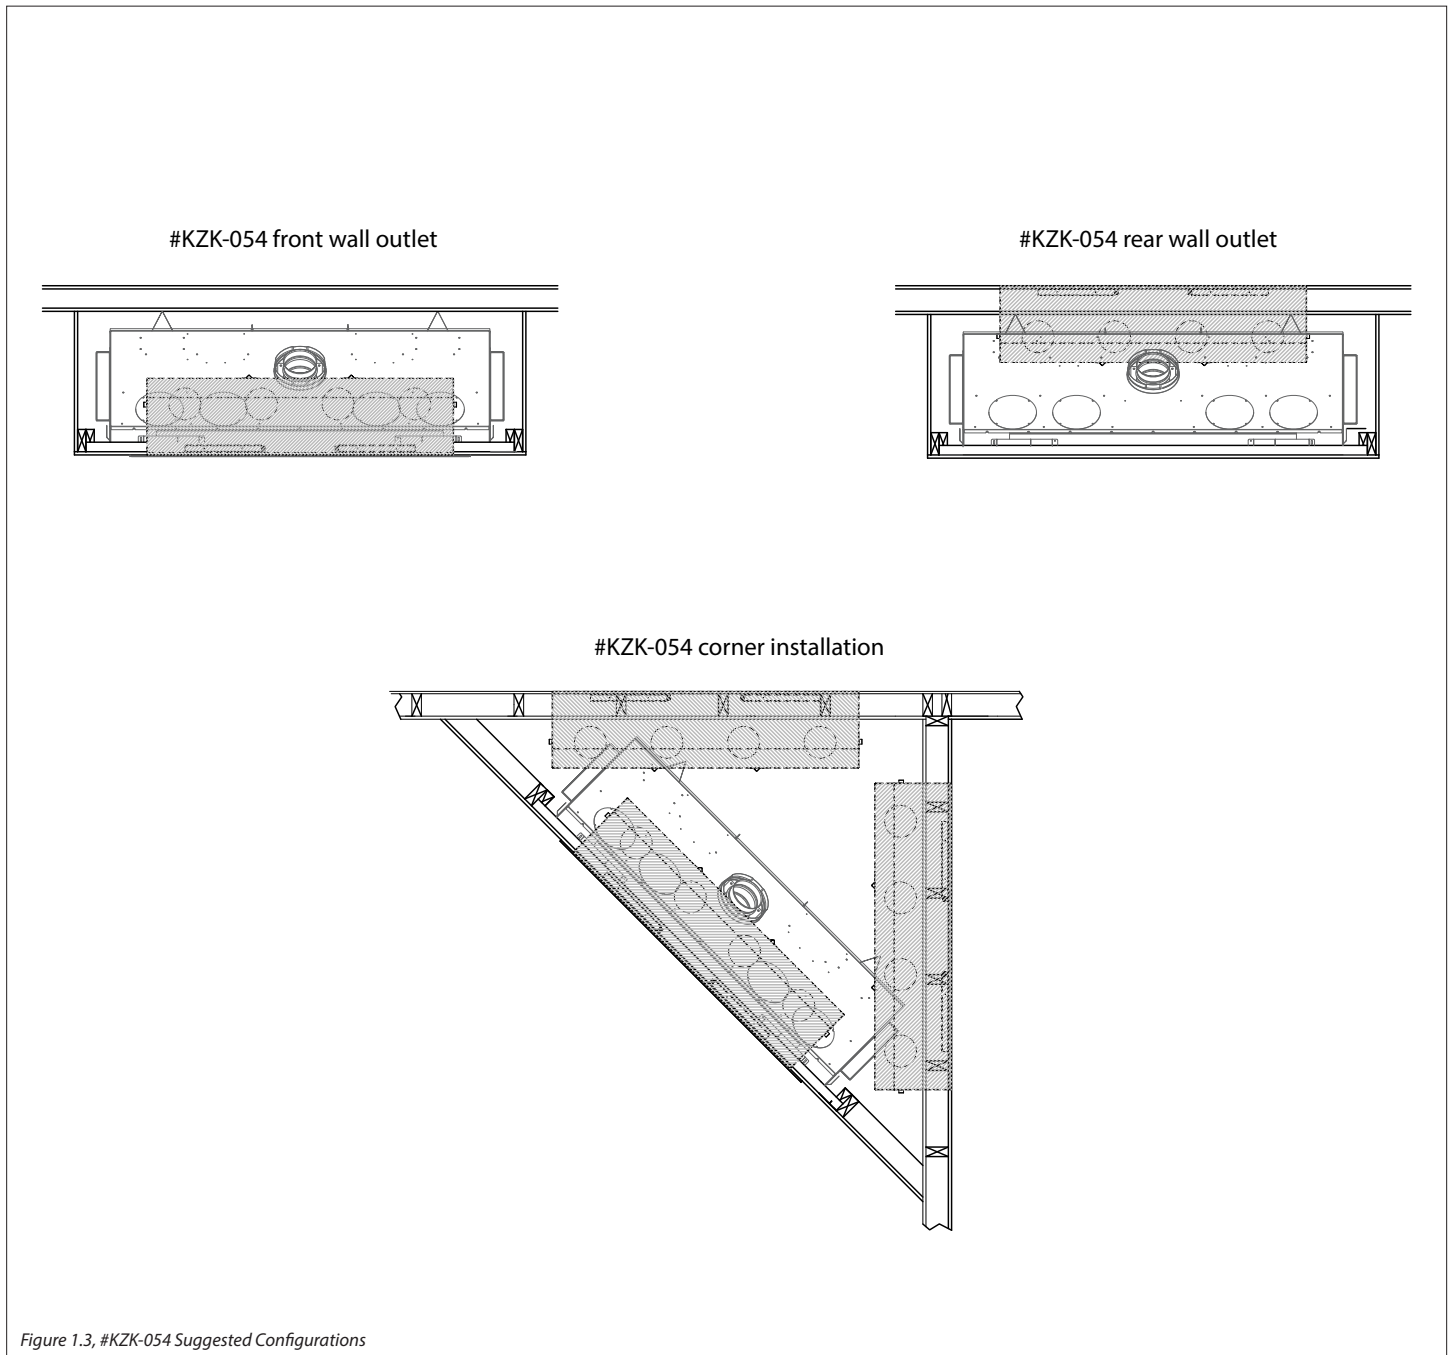 #KZK-054 front wall outlet
#KZK-054 rear wall outlet
#KZK-054 corner installation
Figure 1.3, #KZK-054 Suggested Configurations